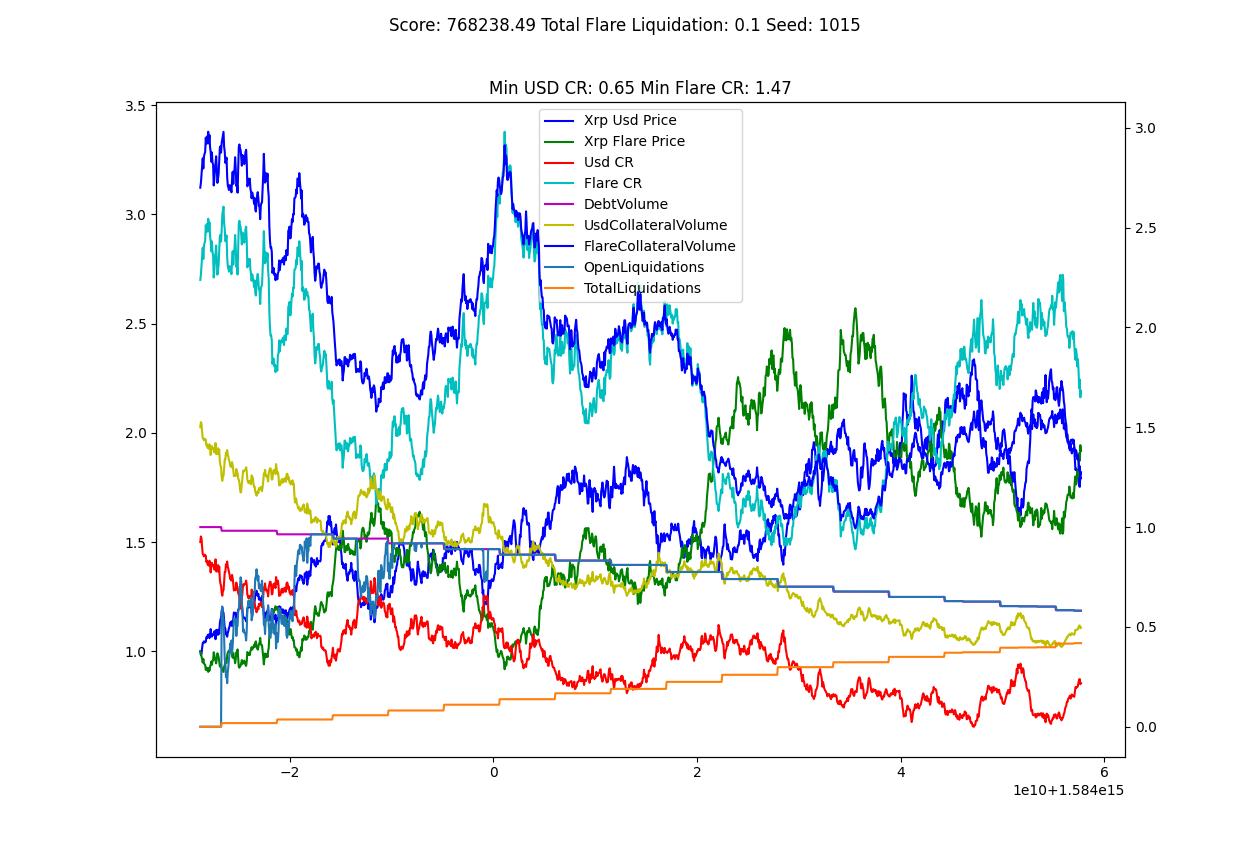 Score: 768238.49 Total Flare Liquidation: 0.1 Seed: 1015
Min USD CR: 0.65 Min Flare CR: 1.47
3.5
3.0
2.5
2.0
1.5
1.0
Xrp Usd Price
Xrp Flare Price
Usd CR
Flare CR
DebtVolume
UsdCollateralVolume
FlareCollateralVolume
OpenLiquidations
TotalLiquidations
3.0
2.5
2.0
1.5
1.0
0.5
0.0
−2 0 2 4 6
1e10+1.584e15